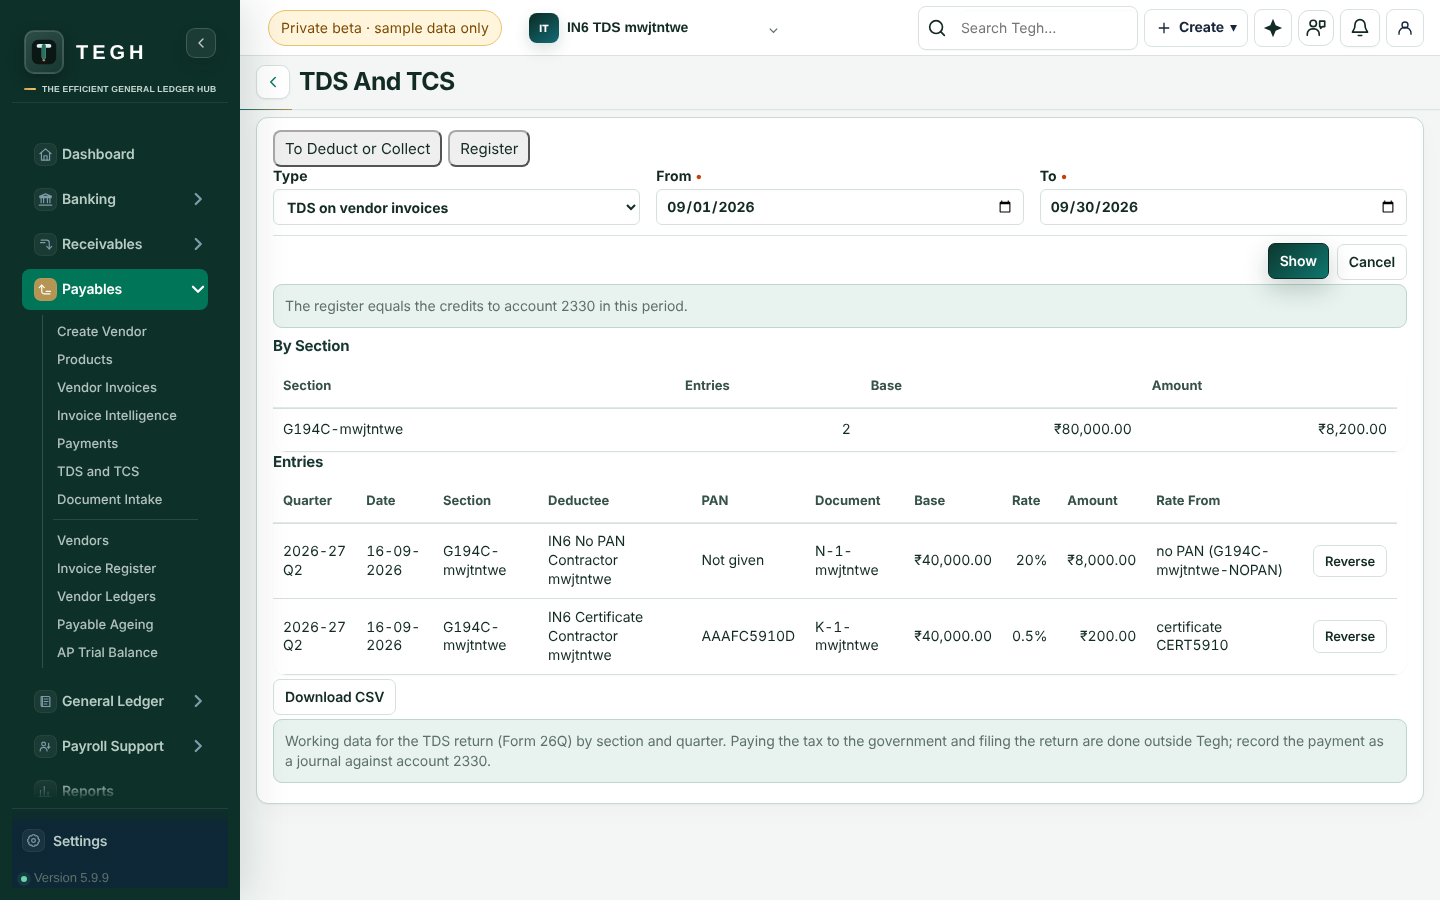 TEGH
THE EFFICIENT GENERAL LEDGER HUB
Dashboard
Banking
Receivables
Payables
Create Vendor
Products
Vendor Invoices
Invoice Intelligence
Payments
TDS and TCS
Document Intake
Vendors
Invoice Register
Vendor Ledgers
Payable Ageing
AP Trial Balance
General Ledger
Payroll Support
Reports
Settings
Version 5.9.9
Private beta · sample data only
IT IN6 TDS mwjtntwe
Search Tegh...
Create ▾
TDS And TCS
To Deduct or Collect Register
Type From • To •
TDS on vendor invoices 09/01/2026 09/30/2026
Show Cancel
The register equals the credits to account 2330 in this period.
By Section
Section Entries Base Amount
G194C-mwjtntwe 2 ₹80,000.00 ₹8,200.00
Entries
Quarter Date Section Deductee PAN Document Base Rate Amount Rate From
2026-27 Q2 16-09-2026 G194C-mwjtntwe IN6 No PAN Contractor mwjtntwe Not given N-1-mwjtntwe ₹40,000.00 20% ₹8,000.00 no PAN (G194C-mwjtntwe-NOPAN) Reverse
2026-27 Q2 16-09-2026 G194C-mwjtntwe IN6 Certificate Contractor mwjtntwe AAAFC5910D K-1-mwjtntwe ₹40,000.00 0.5% ₹200.00 certificate CERT5910 Reverse
Download CSV
Working data for the TDS return (Form 26Q) by section and quarter. Paying the tax to the government and filing the return are done outside Tegh; record the payment as
a journal against account 2330.